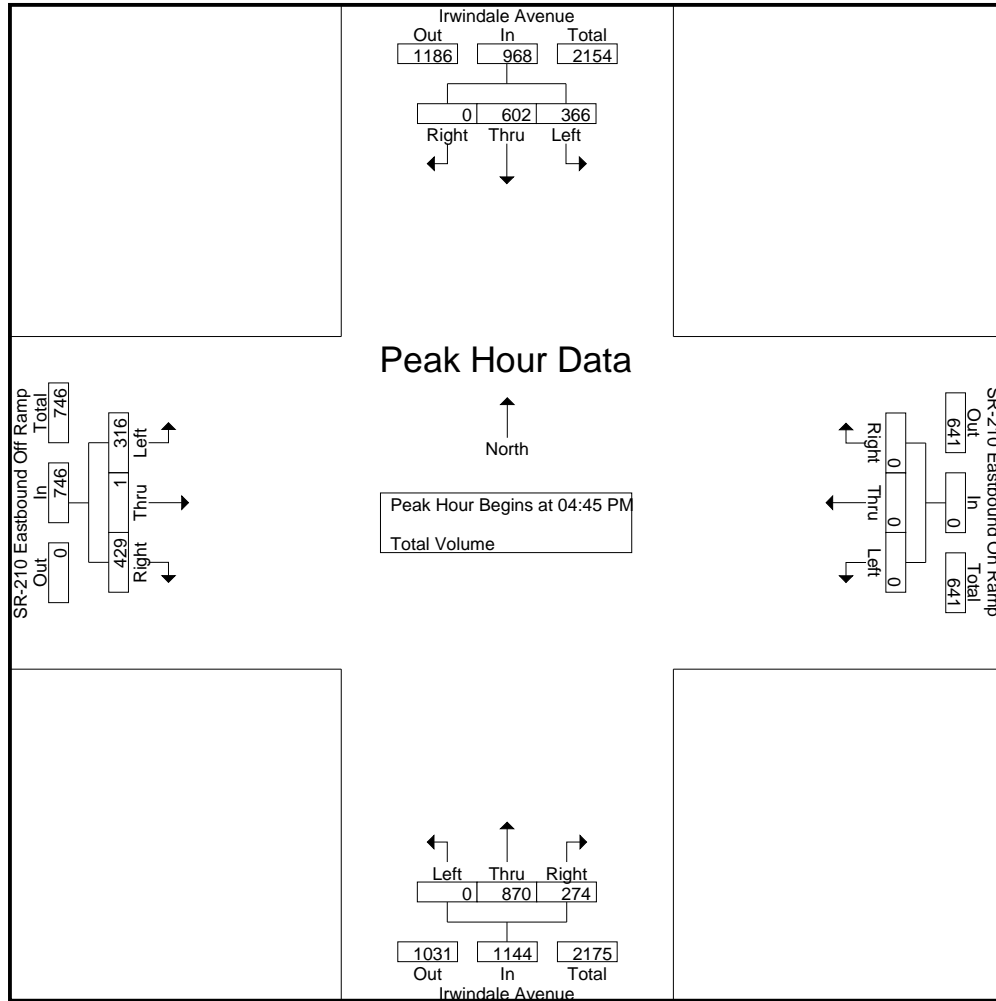 Irwindale Avenue
Out In Total
1186 968 2154
0 602 366
Right Thru Left
Peak Hour Data
North
Peak Hour Begins at 04:45 PM
Total Volume
SR-210 Eastbound Off Ramp
Total In Out
746 746 0
316 1 429
Left Thru Right
SR-210 Eastbound On Ramp
Out In Total
641 0 641
Right Thru Left
0 0 0
Left Thru Right
0 870 274
1031 1144 2175
Out In Total
Irwindale Avenue